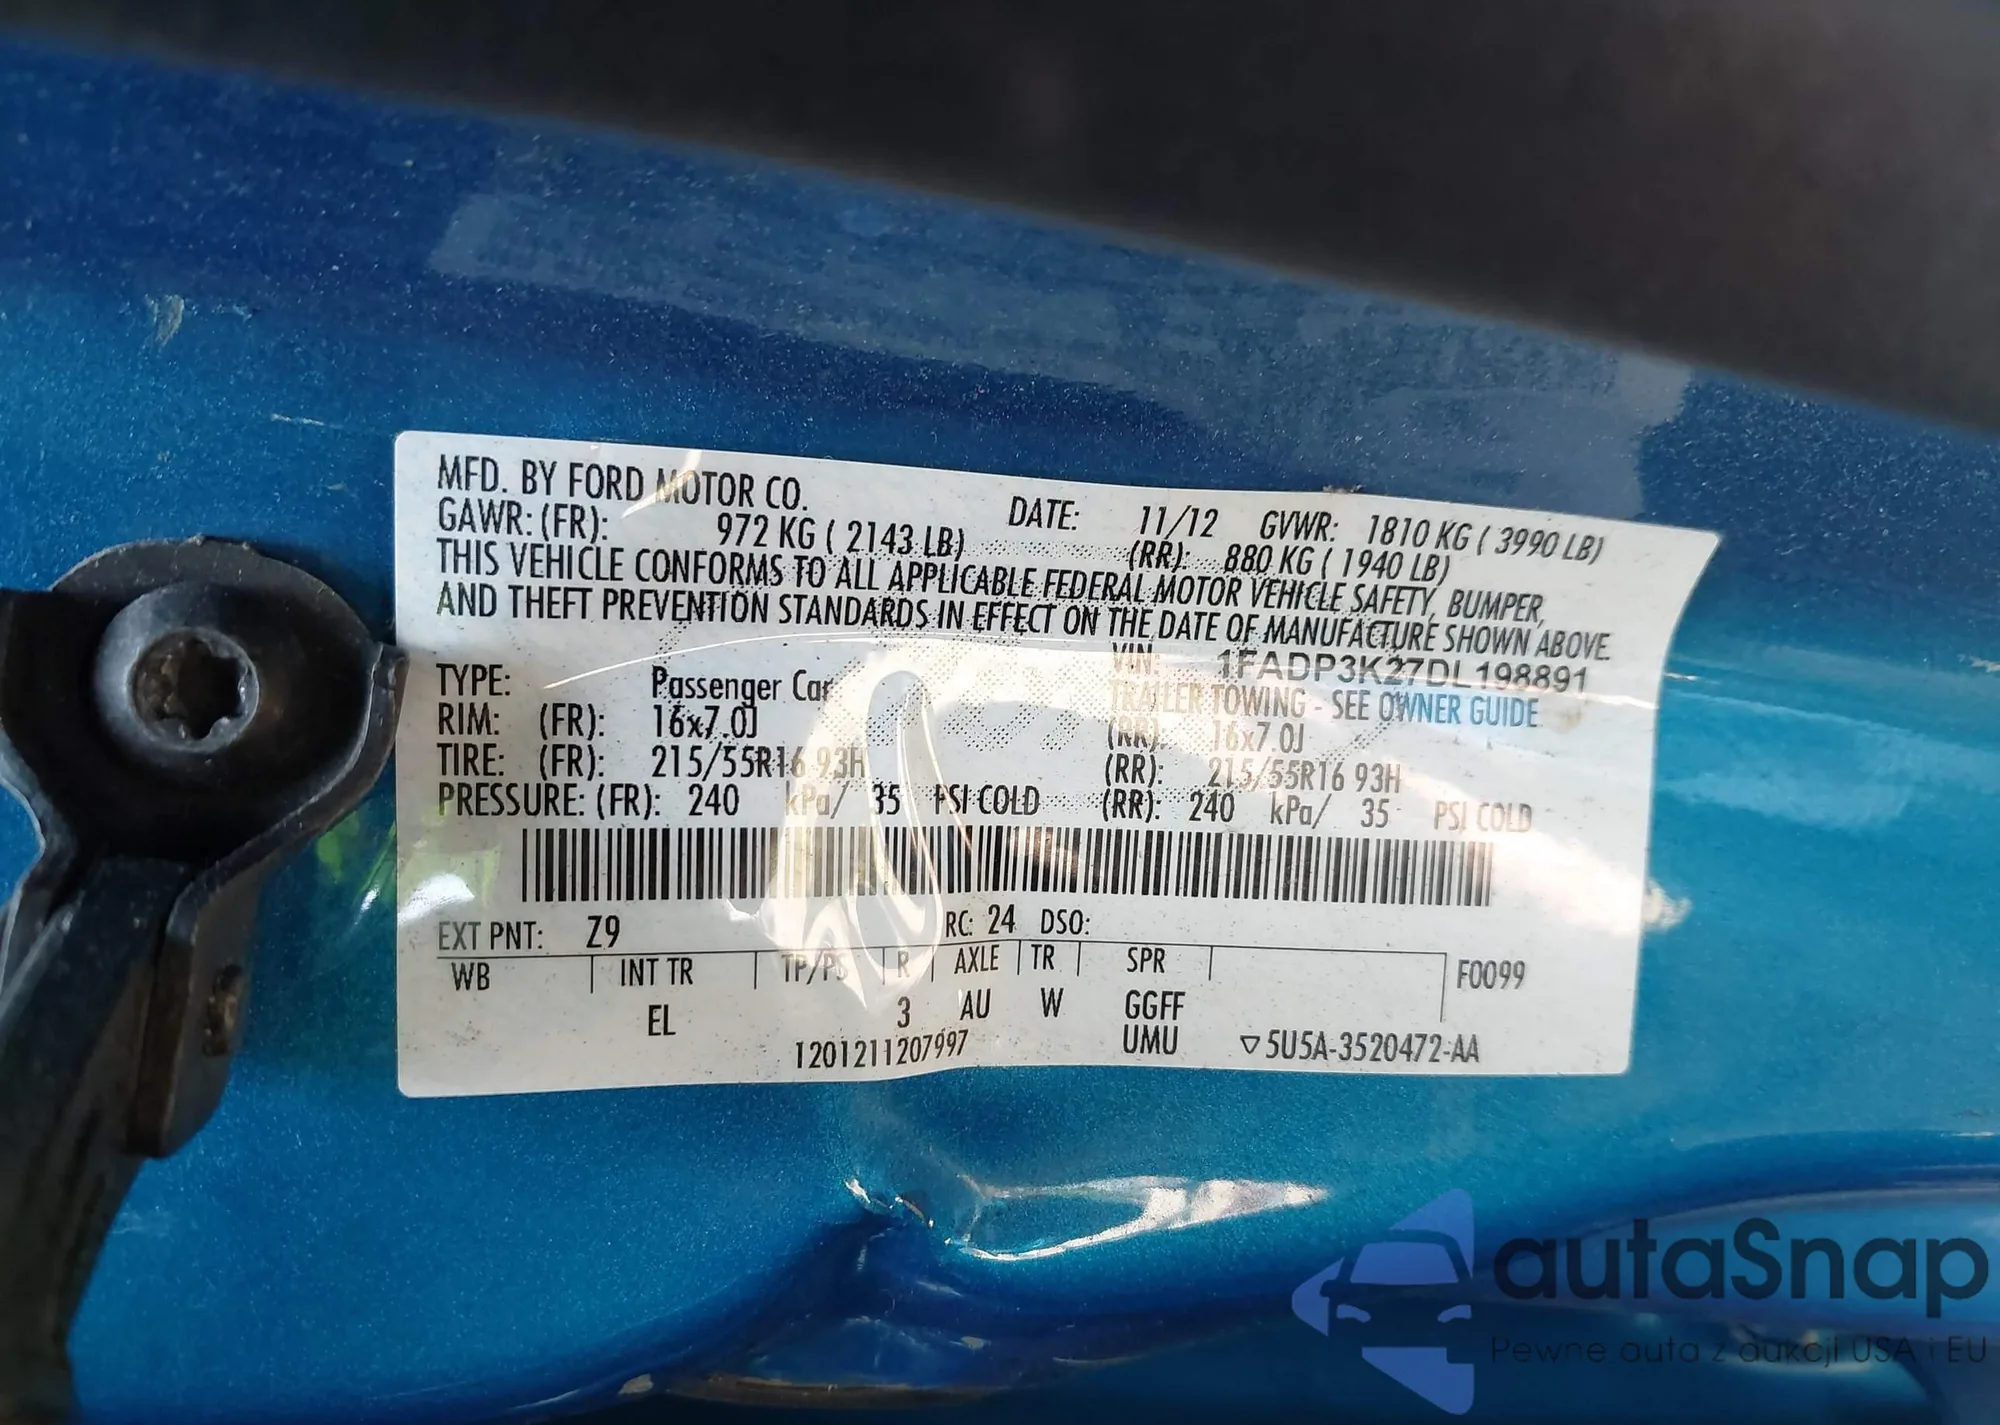 MFD. BY FORD MOTOR CO. DATE: 11/12 GVWR: 1810 KG ( 3990 LB)
GAWR: (FR): 972 KG ( 2143 LB) (RR): 880 KG ( 1940 LB)
THIS VEHICLE CONFORMS TO ALL APPLICABLE FEDERAL MOTOR VEHICLE SAFETY, BUMPER,
AND THEFT PREVENTION STANDARDS IN EFFECT ON THE DATE OF MANUFACTURE SHOWN ABOVE.
VIN: 1FADP3K27DL198891
TYPE: Passenger Car TRAILER TOWING - SEE OWNER GUIDE
RIM: (FR): 16x7.0J (RR): 16x7.0J
TIRE: (FR): 215/55R16 93H (RR): 215/55R16 93H
PRESSURE: (FR): 240 kPa/ 35 PSI COLD (RR): 240 kPa/ 35 PSI COLD
EXT PNT: Z9 RC: 24 DSO:
WB INT TR TP/PS R AXLE TR SPR F0099
EL 3 AU W GGFF
1201211207997 UMU ▽5U5A-3520472-AA
autaSnap
Pewne auta z aukcji USA i EU